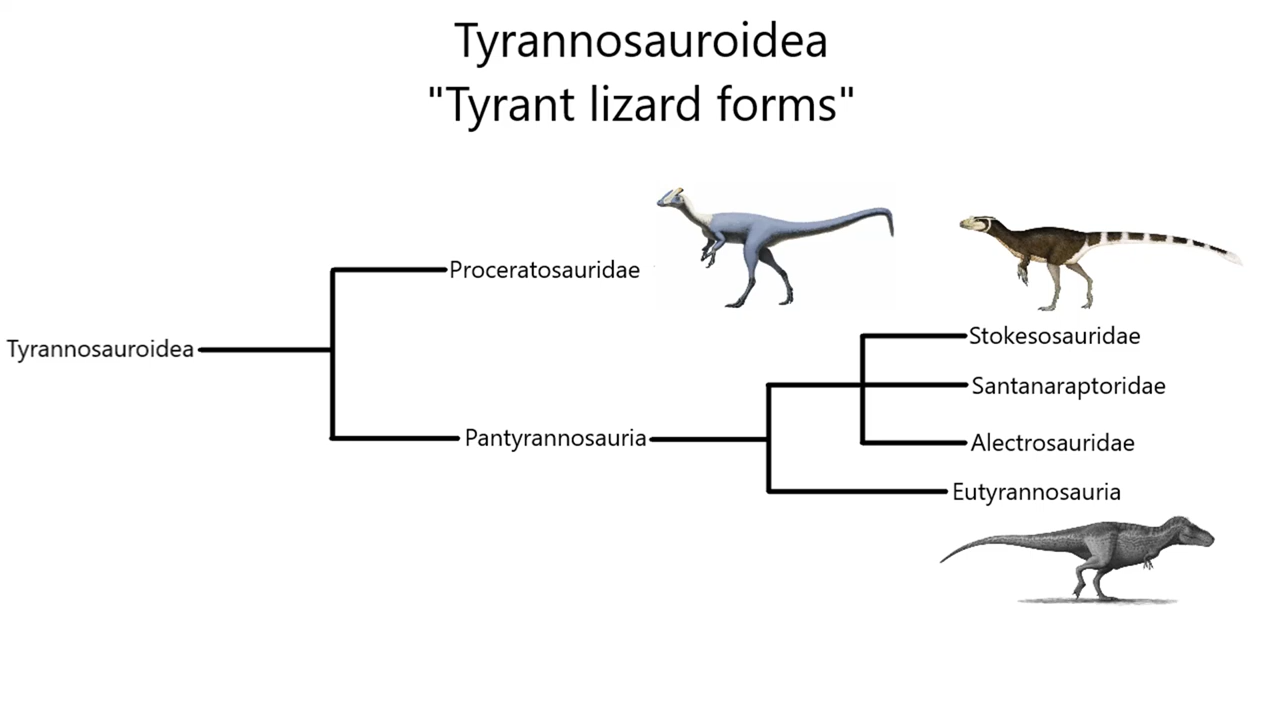 Tyrannosauroidea
"Tyrant lizard forms"
Proceratosauridae
Tyrannosauroidea
Stokesosauridae
Santanaraptoridae
Pantyrannosauria
Alectrosauridae
Eutyrannosauria